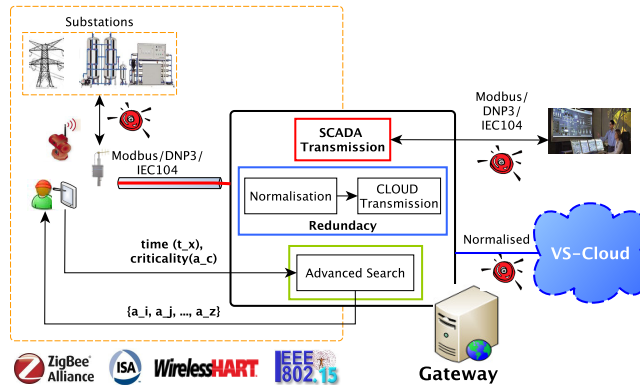 Substations
Modbus/DNP3/
IEC104
SCADA
Transmission
Modbus/
DNP3/
IEC104
Normalisation
CLOUD
Transmission
Redundacy
Normalised
VS-Cloud
time (t_x),
criticality(a_c)
Advanced Search
{a_i, a_j, ..., a_z}
Gateway
ZigBee®
Alliance
ISA
WirelessHART
IEEE
802.15